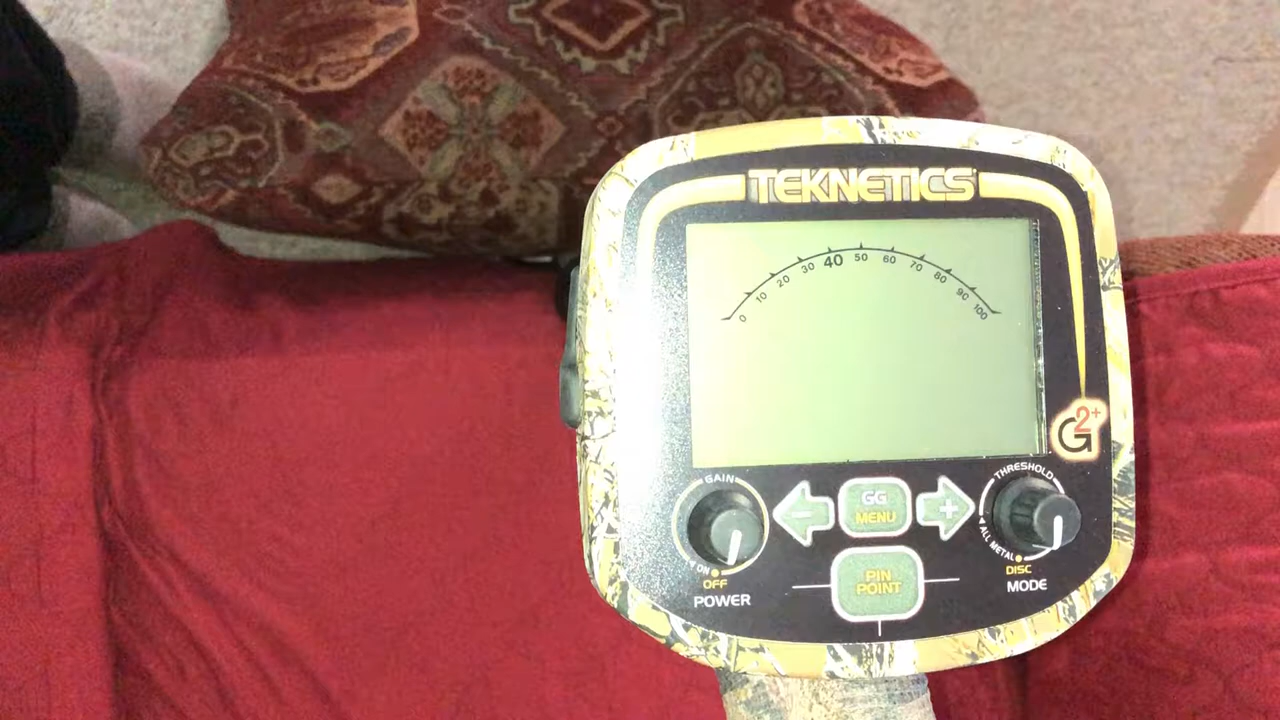 TEKNETICS
0 10 20 30 40 50 60 70 80 90 100
G2+
GAIN
ON
OFF
POWER
-
GG
MENU
+
PIN
POINT
THRESHOLD
ALL METAL
DISC
MODE